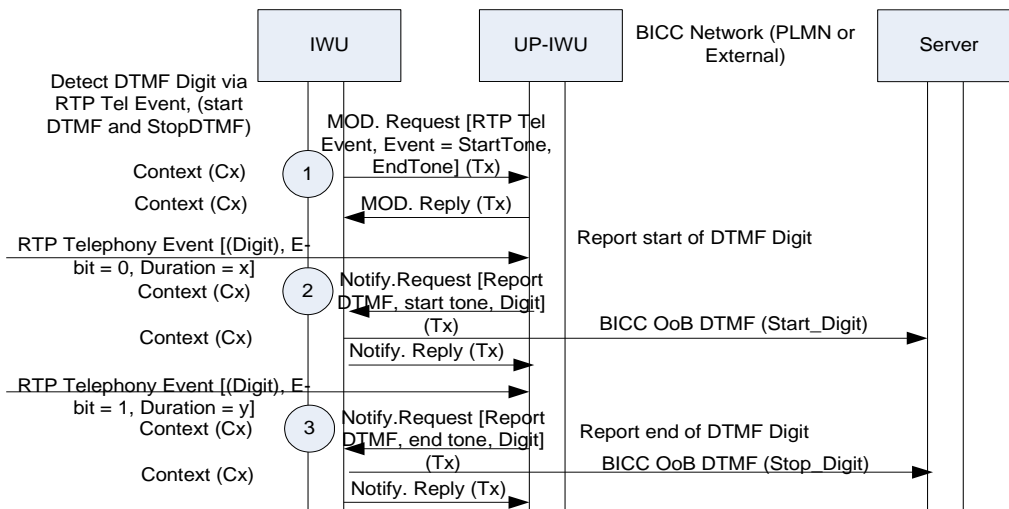 IWU
UP-IWU
BICC Network (PLMN or
External)
Server
Detect DTMF Digit via
RTP Tel Event, (start
DTMF and StopDTMF)
MOD. Request [RTP Tel
Event, Event = StartTone,
EndTone] (Tx)
Context (Cx)
1
Context (Cx)
MOD. Reply (Tx)
RTP Telephony Event [(Digit), E-
bit = 0, Duration = x]
Report start of DTMF Digit
Context (Cx)
2
Notify.Request [Report
DTMF, start tone, Digit]
(Tx)
Context (Cx)
BICC OoB DTMF (Start_Digit)
Notify. Reply (Tx)
RTP Telephony Event [(Digit), E-
bit = 1, Duration = y]
Context (Cx)
3
Notify.Request [Report
DTMF, end tone, Digit]
(Tx)
Report end of DTMF Digit
Context (Cx)
BICC OoB DTMF (Stop_Digit)
Notify. Reply (Tx)